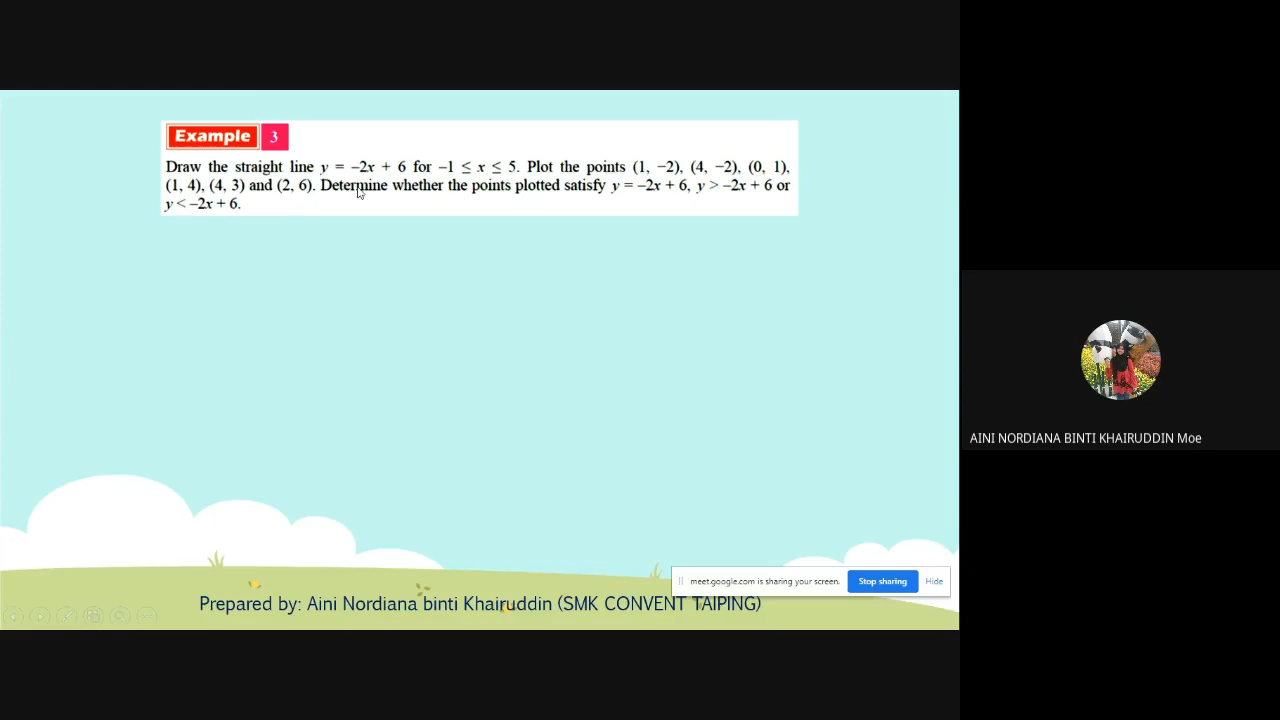 Example 3
Draw the straight line y = –2x + 6 for –1 ≤ x ≤ 5. Plot the points (1, –2), (4, –2), (0, 1),
(1, 4), (4, 3) and (2, 6). Determine whether the points plotted satisfy y = –2x + 6, y > –2x + 6 or
y < –2x + 6.
AINI NORDIANA BINTI KHAIRUDDIN Moe
meet.google.com is sharing your screen.
Stop sharing
Hide
Prepared by: Aini Nordiana binti Khairuddin (SMK CONVENT TAIPING)